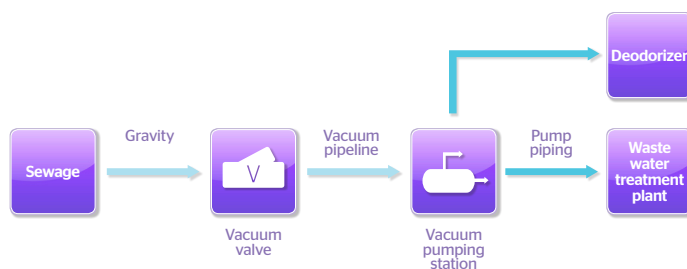 Deodorizer
Sewage
Gravity
V
Vacuum
valve
Vacuum
pipeline
Vacuum
pumping
station
Pump
piping
Waste
water
treatment
plant